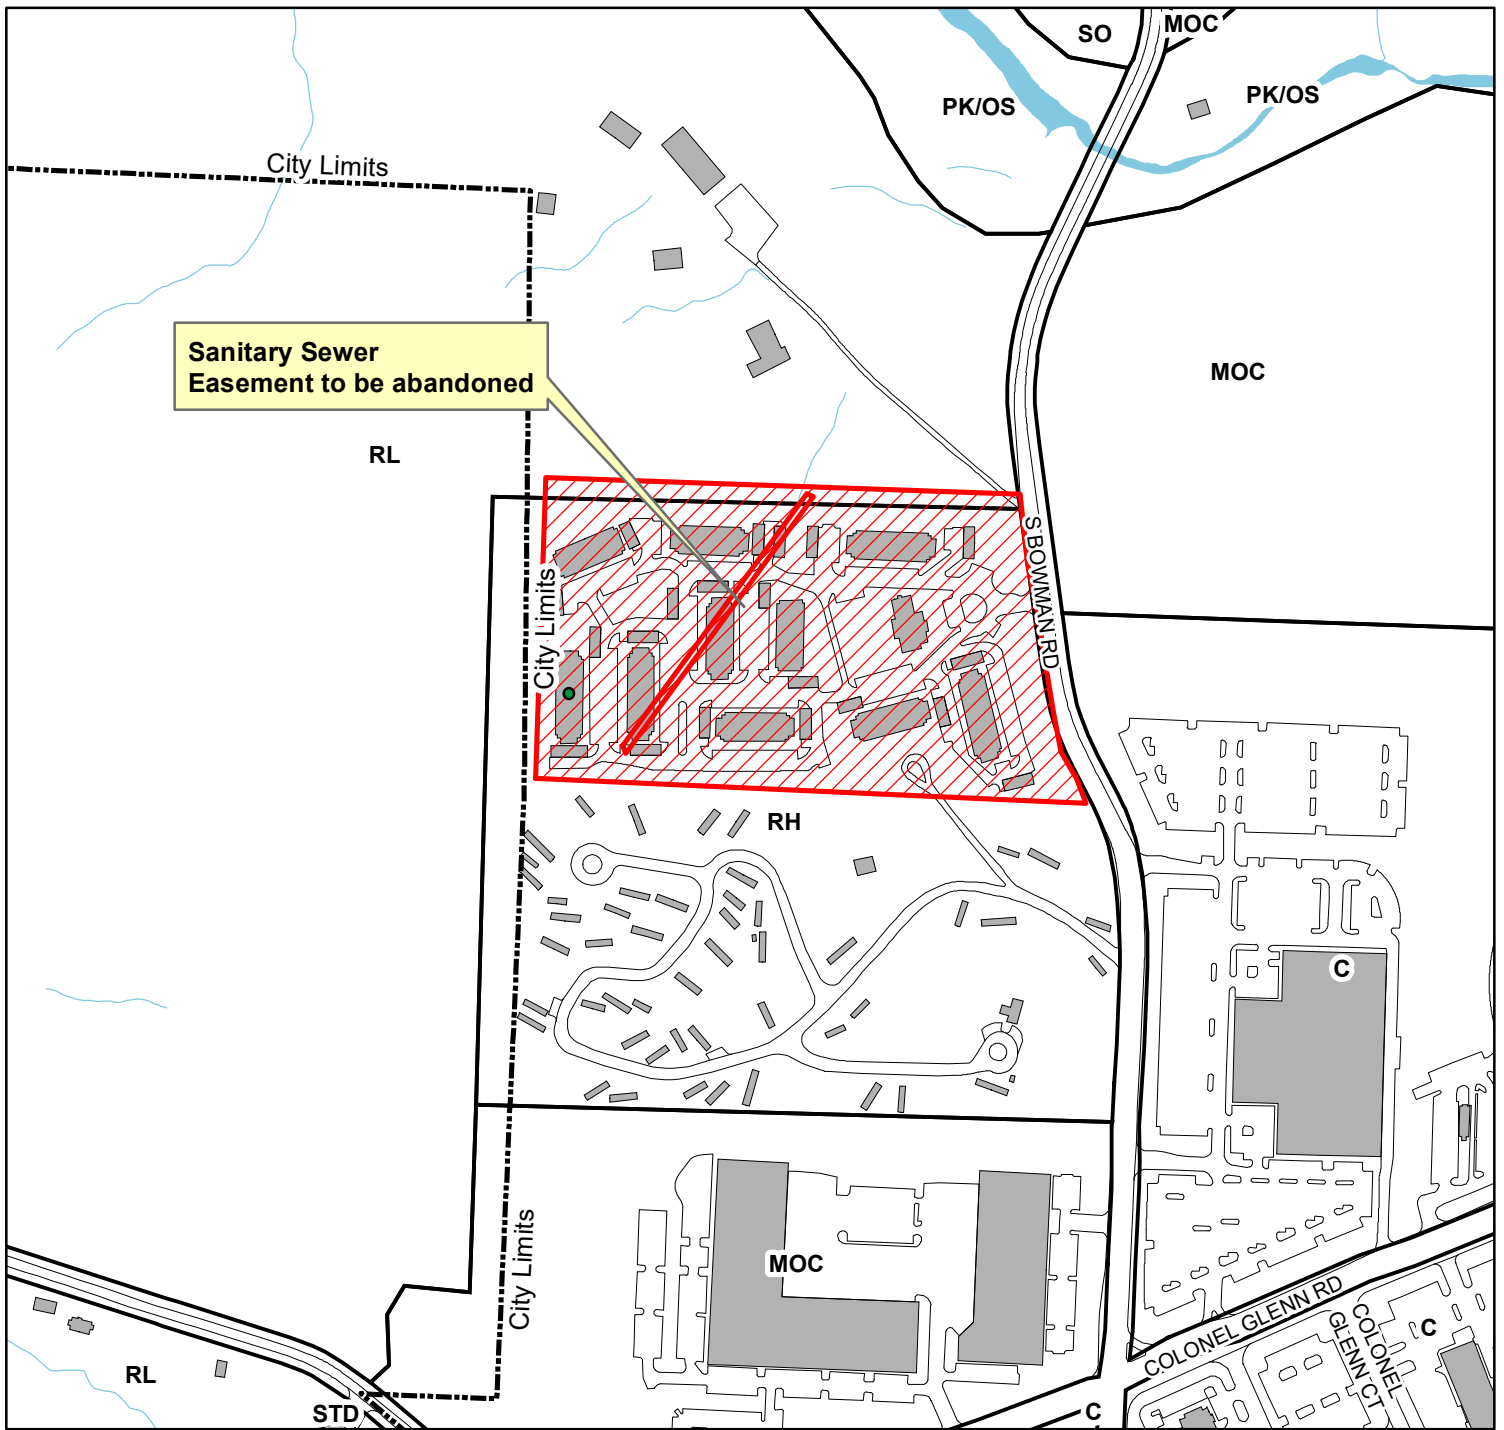 SO
MOC
PK/OS
PK/OS
City Limits
Sanitary Sewer
Easement to be abandoned
MOC
RL
S BOWMAN RD
City Limits
RH
C
City Limits
MOC
COLONEL GLENN RD
COLONEL
GLENN CT
C
RL
STD
C